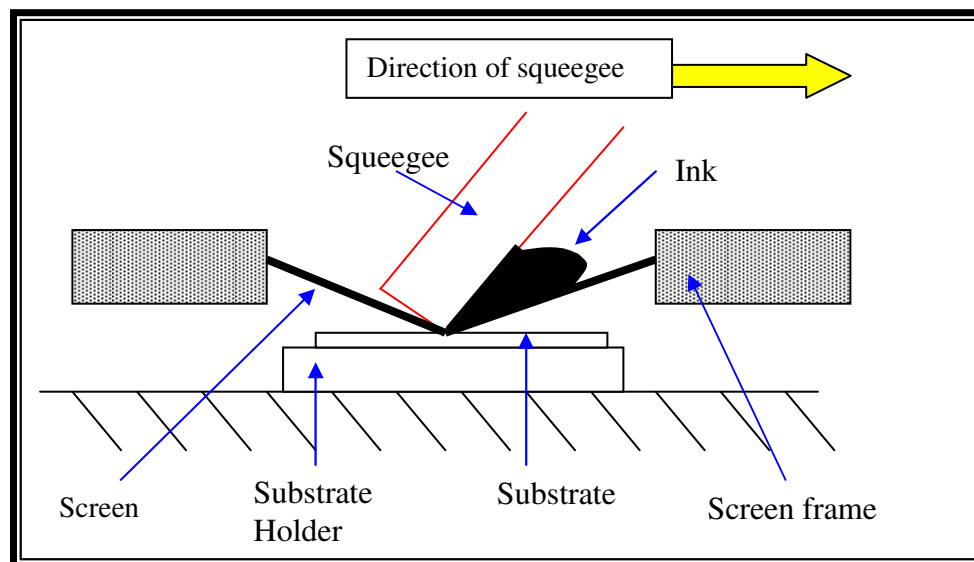 Direction of squeegee
Squeegee
Ink
Screen
Substrate
Holder
Substrate
Screen frame